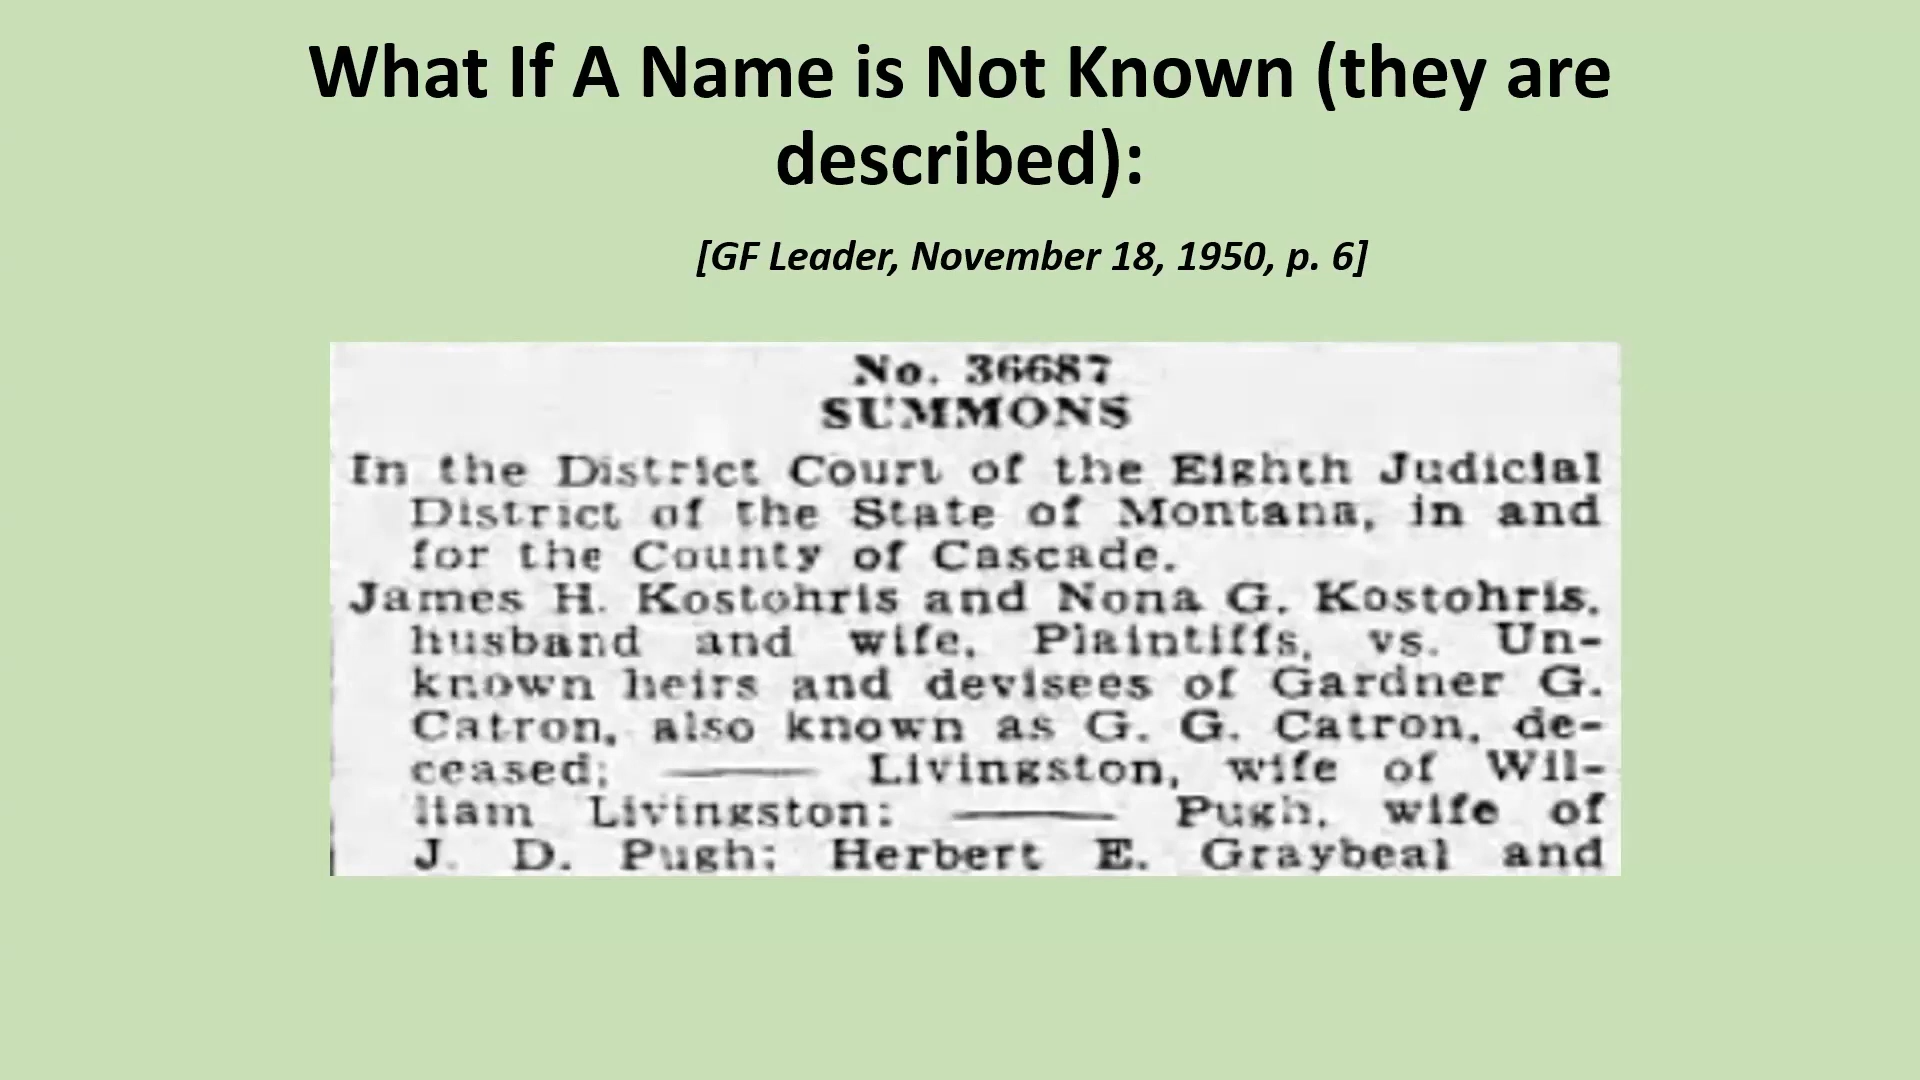 What If A Name is Not Known (they are
described):
[GF Leader, November 18, 1950, p. 6]
No. 36687
SUMMONS
In the District Court of the Eighth Judicial
District of the State of Montana, in and
for the County of Cascade.
James H. Kostohris and Nona G. Kostohris,
husband and wife, Plaintiffs, vs. Un-
known heirs and devisees of Gardner G.
Catron, also known as G. G. Catron, de-
ceased; —— Livingston, wife of Wil-
liam Livingston; —— Pugh, wife of
J. D. Pugh; Herbert E. Graybeal and